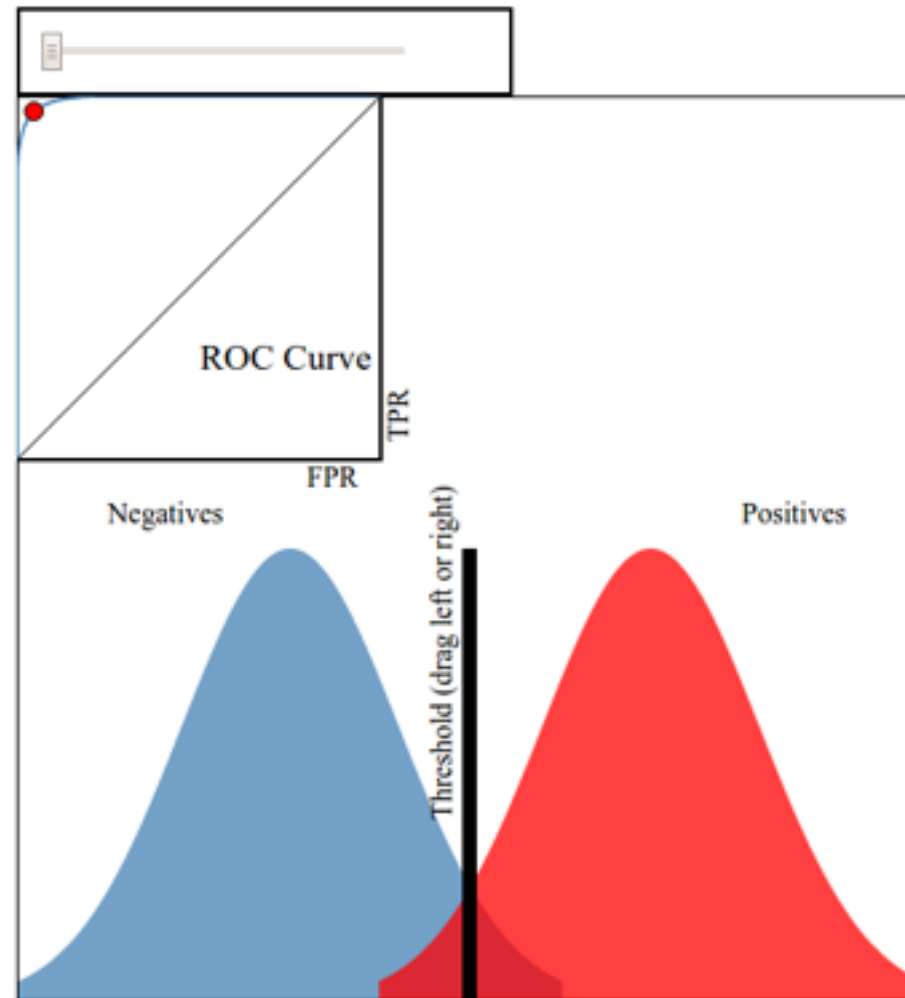 ROC Curve
TPR
FPR
Negatives
Threshold (drag left or right)
Positives